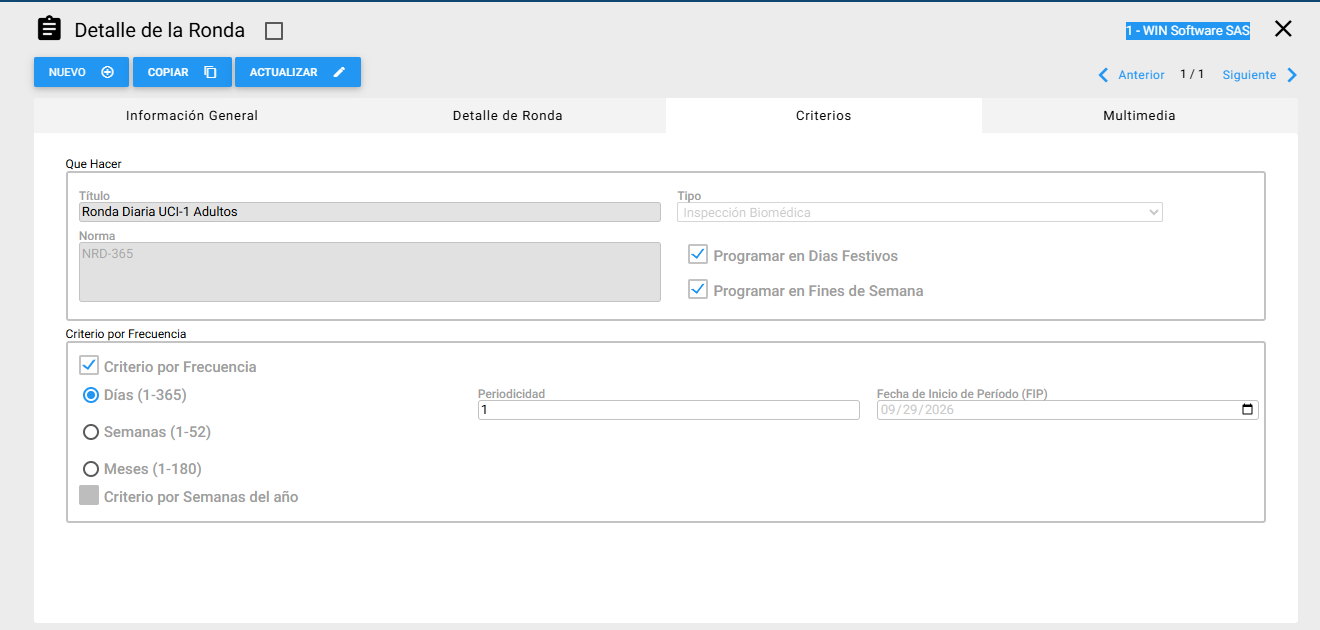 Detalle de la Ronda
1 - WIN Software SAS
NUEVO COPIAR ACTUALIZAR
Anterior 1 / 1 Siguiente
Información General Detalle de Ronda Criterios Multimedia
Que Hacer
Título Tipo
Ronda Diaria UCI-1 Adultos Inspección Biomédica
Norma
NRD-365
Programar en Dias Festivos
Programar en Fines de Semana
Criterio por Frecuencia
Criterio por Frecuencia
Días (1-365) Periodicidad Fecha de Inicio de Período (FIP)
1 09/29/2026
Semanas (1-52)
Meses (1-180)
Criterio por Semanas del año